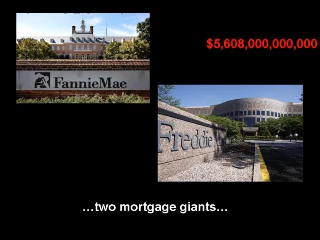 $5,608,000,000,000
FannieMae
Freddie
…two mortgage giants…